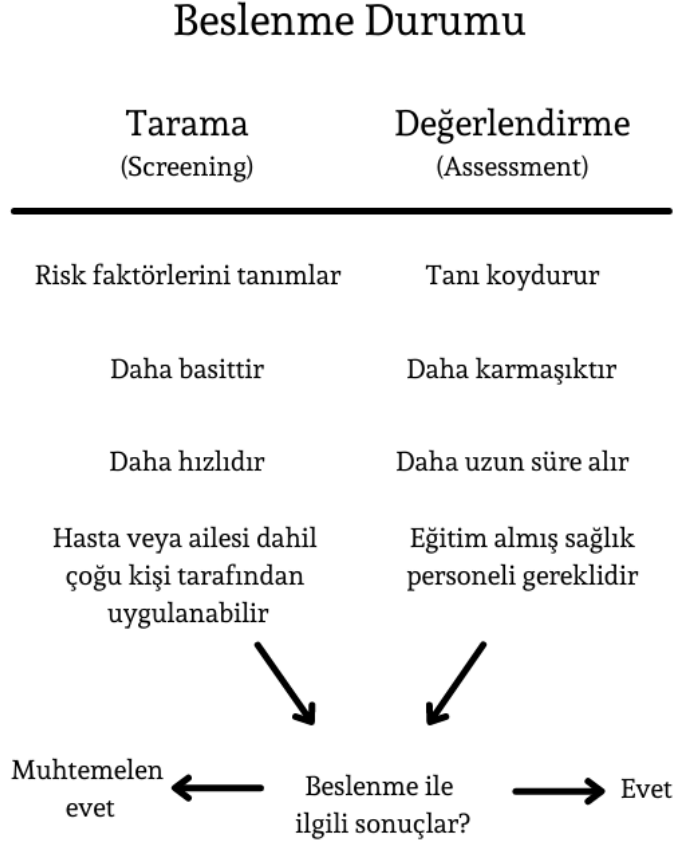 Beslenme Durumu
Tarama
(Screening)
Değerlendirme
(Assessment)
Risk faktörlerini tanımlar
Tanı koydurur
Daha basittir
Daha karmaşıktır
Daha hızlıdır
Daha uzun süre alır
Hasta veya ailesi dahil
çoğu kişi tarafından
uygulanabilir
Eğitim almış sağlık
personeli gereklidir
Muhtemelen
evet
Beslenme ile
ilgili sonuçlar?
Evet